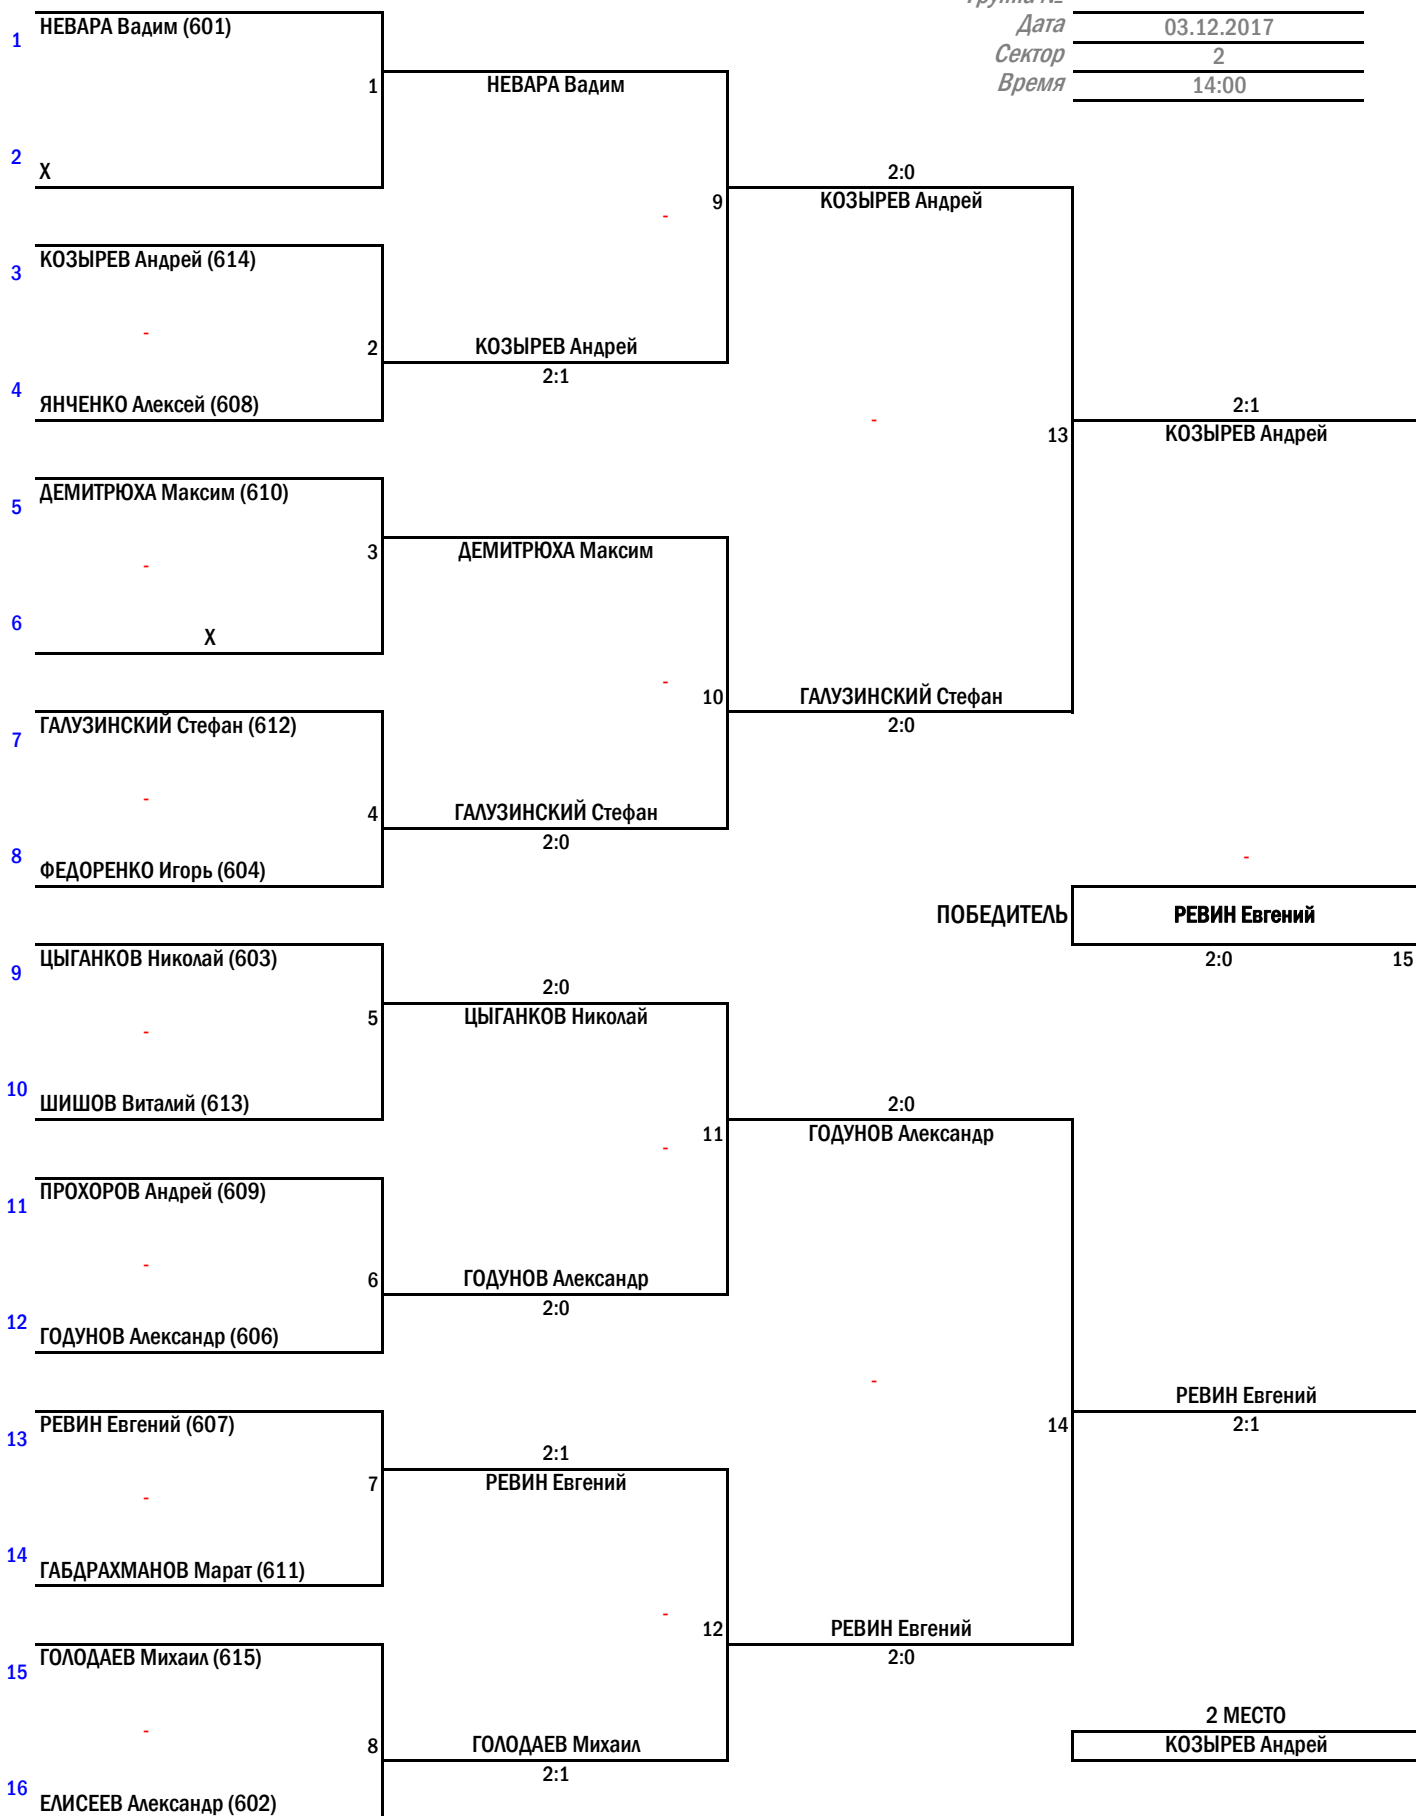 Группа №
Дата 03.12.2017
Сектор 2
Время 14:00
1 НЕВАРА Вадим (601)
1 НЕВАРА Вадим
2 Х
2:0
9 КОЗЫРЕВ Андрей
-
3 КОЗЫРЕВ Андрей (614)
-
2 КОЗЫРЕВ Андрей
2:1
4 ЯНЧЕНКО Алексей (608)
2:1
-
13 КОЗЫРЕВ Андрей
5 ДЕМИТРЮХА Максим (610)
3 ДЕМИТРЮХА Максим
-
6 Х
-
10 ГАЛУЗИНСКИЙ Стефан
2:0
7 ГАЛУЗИНСКИЙ Стефан (612)
-
4 ГАЛУЗИНСКИЙ Стефан
2:0
8 ФЕДОРЕНКО Игорь (604)
-
ПОБЕДИТЕЛЬ РЕВИН Евгений
2:0 15
9 ЦЫГАНКОВ Николай (603)
2:0
5 ЦЫГАНКОВ Николай
-
10 ШИШОВ Виталий (613)
2:0
11 ГОДУНОВ Александр
-
11 ПРОХОРОВ Андрей (609)
-
6 ГОДУНОВ Александр
2:0
12 ГОДУНОВ Александр (606)
-
РЕВИН Евгений
14 2:1
13 РЕВИН Евгений (607)
2:1
7 РЕВИН Евгений
-
14 ГАБДРАХМАНОВ Марат (611)
-
12 РЕВИН Евгений
2:0
15 ГОЛОДАЕВ Михаил (615)
2 МЕСТО
-
8 ГОЛОДАЕВ Михаил
КОЗЫРЕВ Андрей
2:1
16 ЕЛИСЕЕВ Александр (602)